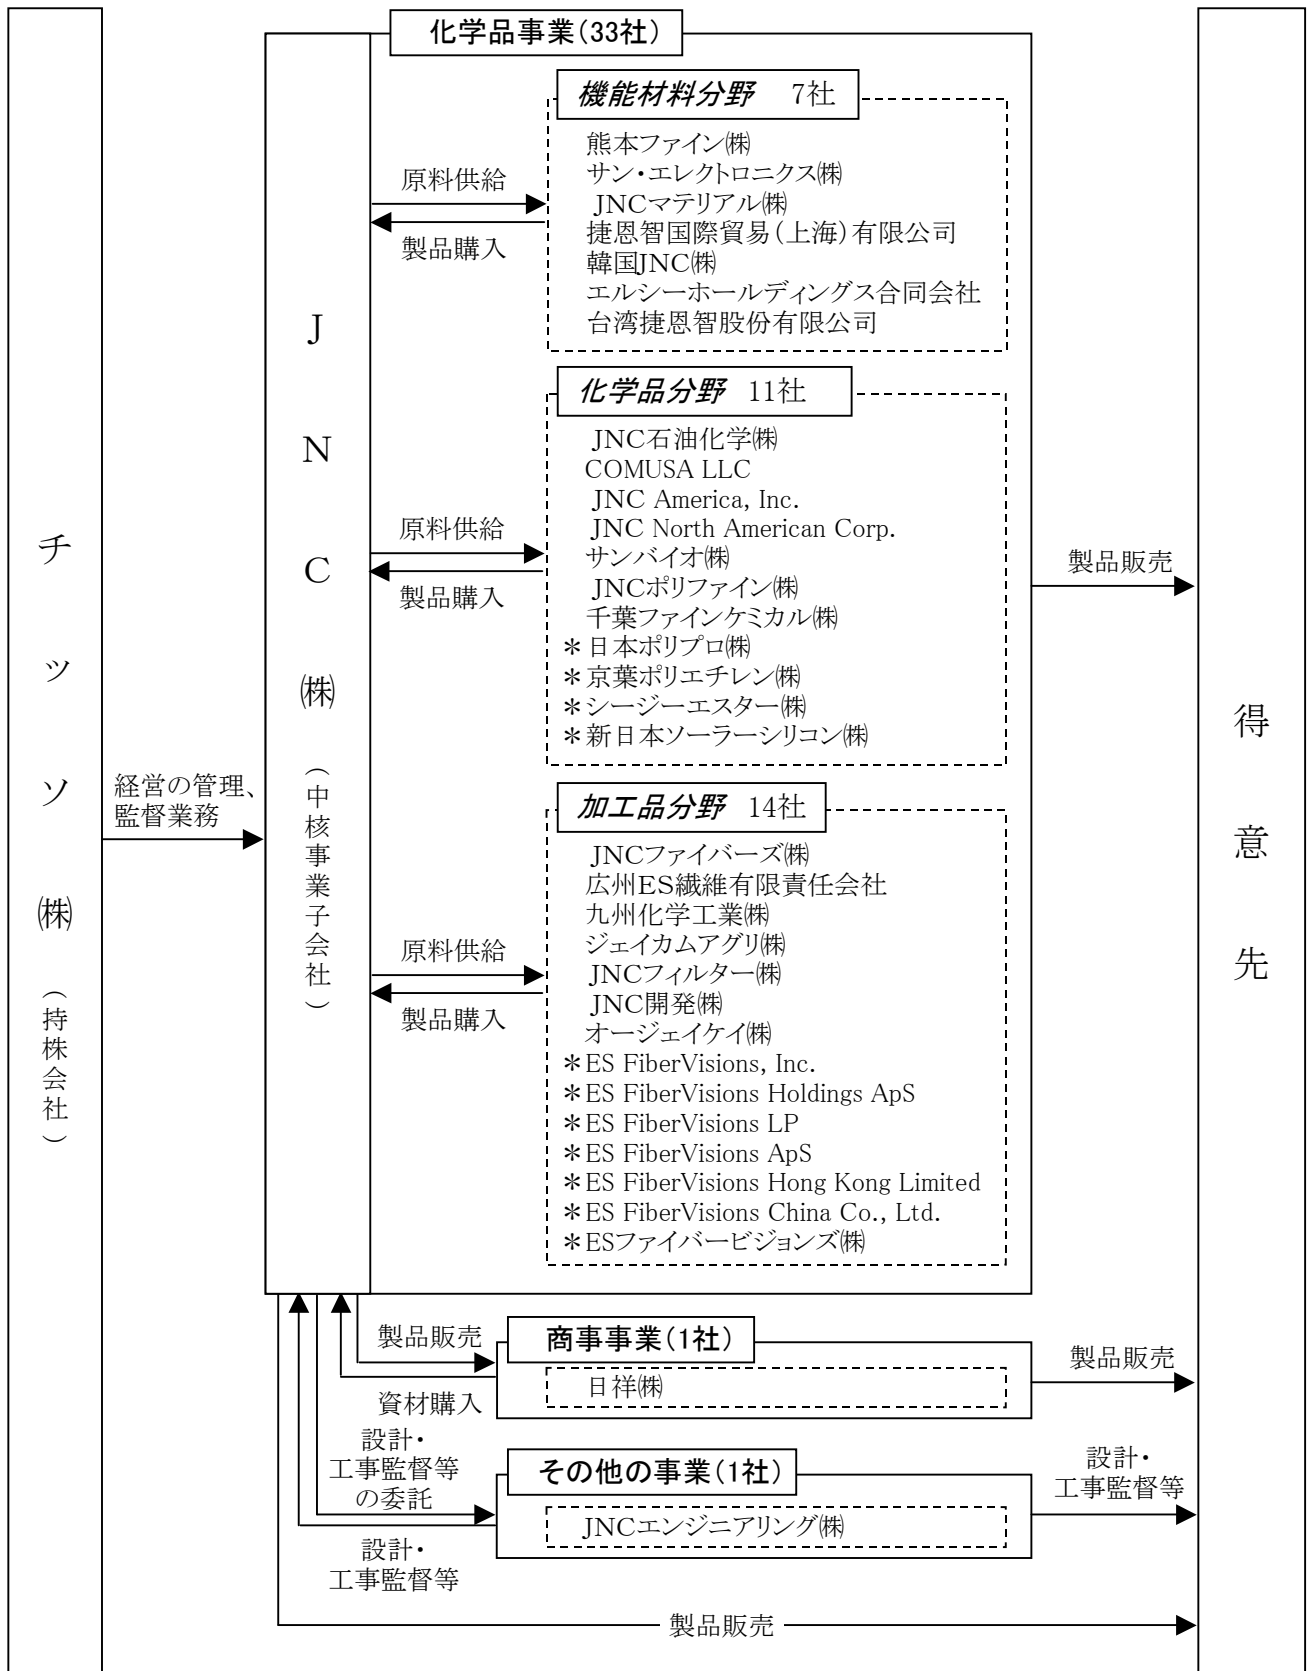 チッソ㈱（持株会社）
経営の管理、
監督業務
化学品事業（33社）
JNC㈱（中核事業子会社）
機能材料分野 7社
熊本ファイン㈱
サン・エレクトロニクス㈱
JNCマテリアル㈱
捷恩智国際貿易（上海）有限公司
韓国JNC㈱
エルシーホールディングス合同会社
台湾捷恩智股份有限公司
原料供給
製品購入
化学品分野 11社
JNC石油化学㈱
COMUSA LLC
JNC America, Inc.
JNC North American Corp.
サンバイオ㈱
JNCポリファイン㈱
千葉ファインケミカル㈱
＊日本ポリプロ㈱
＊京葉ポリエチレン㈱
＊シージーエスター㈱
＊新日本ソーラーシリコン㈱
原料供給
製品購入
製品販売
加工品分野 14社
JNCファイバーズ㈱
広州ES繊維有限責任会社
九州化学工業㈱
ジェイカムアグリ㈱
JNCフィルター㈱
JNC開発㈱
オージェイケイ㈱
＊ES FiberVisions, Inc.
＊ES FiberVisions Holdings ApS
＊ES FiberVisions LP
＊ES FiberVisions ApS
＊ES FiberVisions Hong Kong Limited
＊ES FiberVisions China Co., Ltd.
＊ESファイバービジョンズ㈱
原料供給
製品購入
得意先
商事事業（1社）
日祥㈱
製品販売
資材購入
製品販売
その他の事業（1社）
JNCエンジニアリング㈱
設計・
工事監督等
の委託
設計・
工事監督等
設計・
工事監督等
製品販売